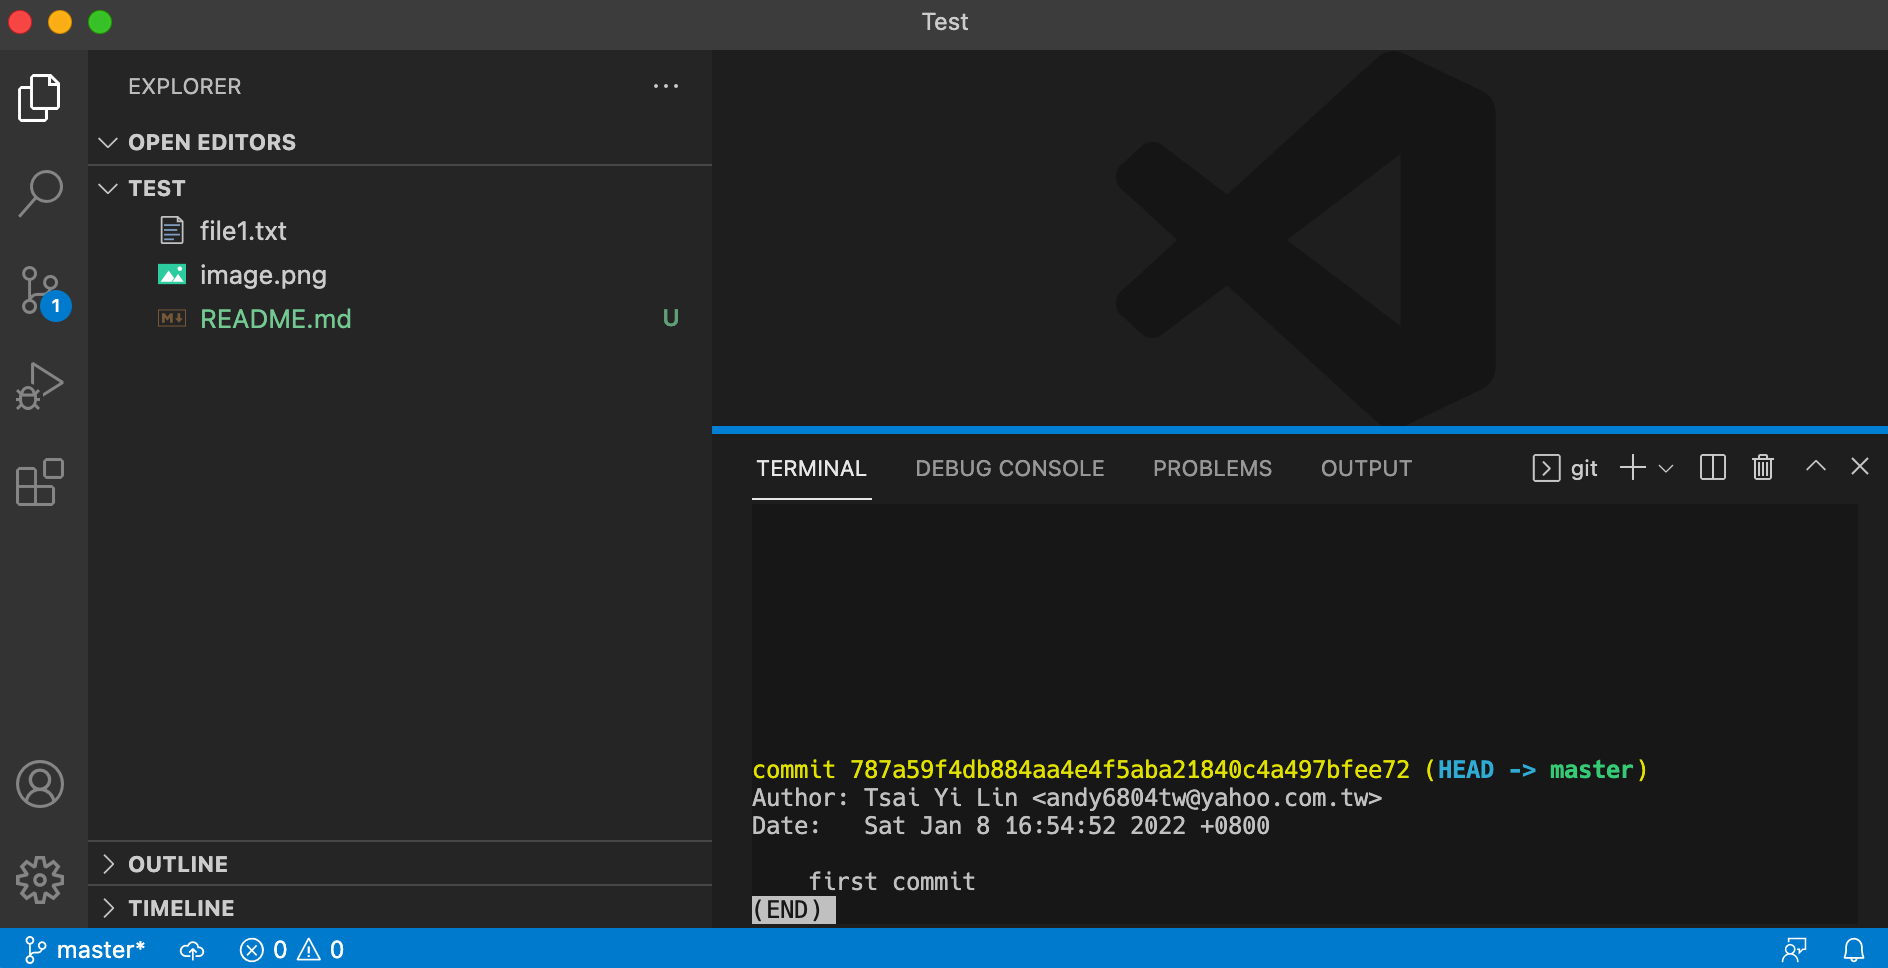 Test
EXPLORER
OPEN EDITORS
TEST
file1.txt
image.png
README.md U
1
OUTLINE
TIMELINE
TERMINAL DEBUG CONSOLE PROBLEMS OUTPUT git
commit 787a59f4db884aa4e4f5aba21840c4a497bfee72 (HEAD -> master)
Author: Tsai Yi Lin <andy6804tw@yahoo.com.tw>
Date:   Sat Jan 8 16:54:52 2022 +0800
first commit
(END)
master* 0 0